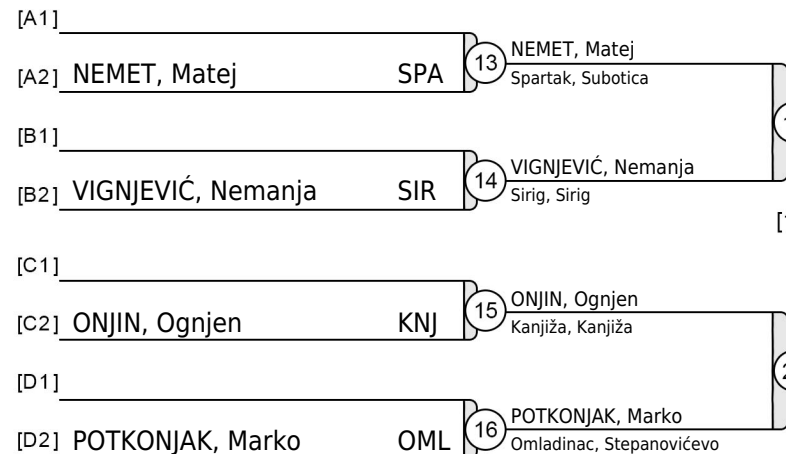 [A1]
[A2] NEMET, Matej SPA
13
NEMET, Matej
Spartak, Subotica
[B1]
[B2] VIGNJEVIĆ, Nemanja SIR
14
VIGNJEVIĆ, Nemanja
Sirig, Sirig
[C1]
[C2] ONJIN, Ognjen KNJ
15
ONJIN, Ognjen
Kanjiža, Kanjiža
[D1]
[D2] POTKONJAK, Marko OML
16
POTKONJAK, Marko
Omladinac, Stepanovićevo